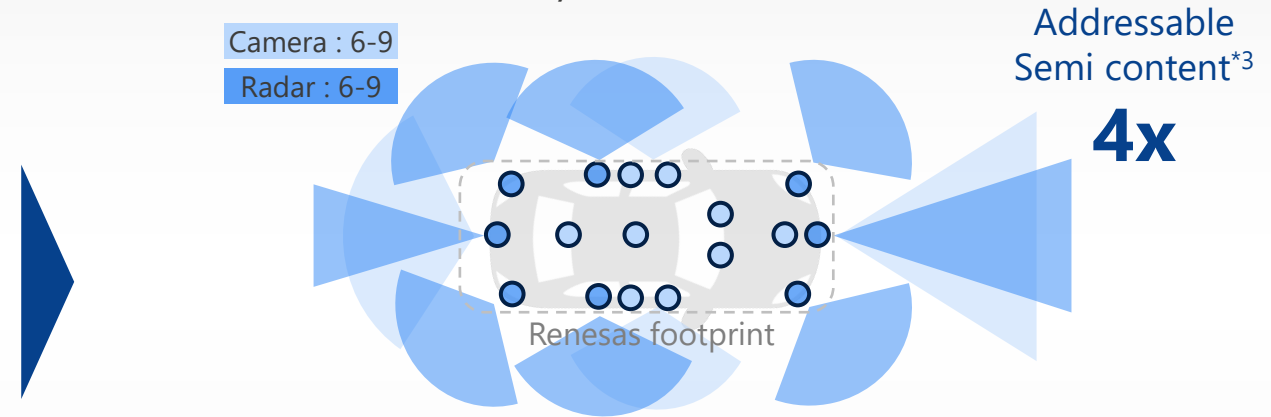 Camera : 6-9
Radar : 6-9
Addressable
Semi content*3
4x
Renesas footprint